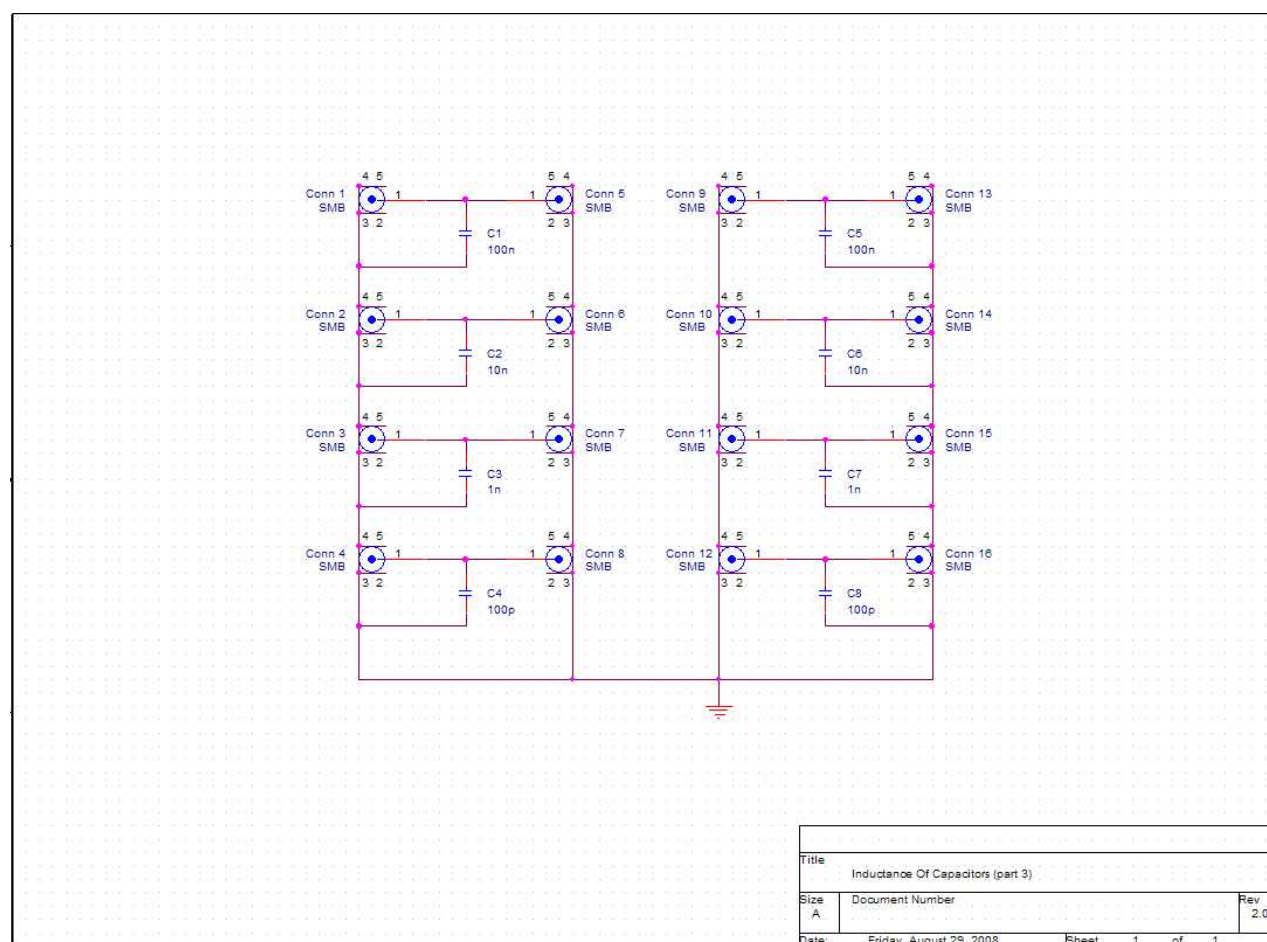 4 5
5 4
4 5
5 4
Conn 1
SMB
1
1
Conn 5
SMB
Conn 9
SMB
1
1
Conn 13
SMB
3 2
2 3
3 2
2 3
C1
100n
C5
100n
4 5
5 4
4 5
5 4
Conn 2
SMB
1
1
Conn 6
SMB
Conn 10
SMB
1
1
Conn 14
SMB
3 2
2 3
3 2
2 3
C2
10n
C6
10n
4 5
5 4
4 5
5 4
Conn 3
SMB
1
1
Conn 7
SMB
Conn 11
SMB
1
1
Conn 15
SMB
3 2
2 3
3 2
2 3
C3
1n
C7
1n
4 5
5 4
4 5
5 4
Conn 4
SMB
1
1
Conn 8
SMB
Conn 12
SMB
1
1
Conn 16
SMB
3 2
2 3
3 2
2 3
C4
100p
C8
100p
Title
Inductance Of Capacitors (part 3)
Size
A
Document Number
Rev
2.0
Date: Friday, August 29, 2008 Sheet 1 of 1